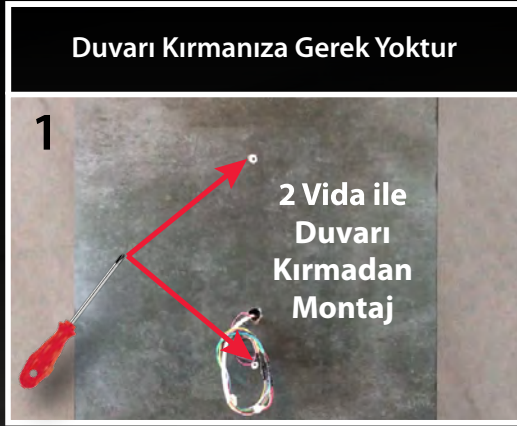 Duvarı Kırmanıza Gerek Yoktur
1
2 Vida ile
Duvarı
Kırmadan
Montaj